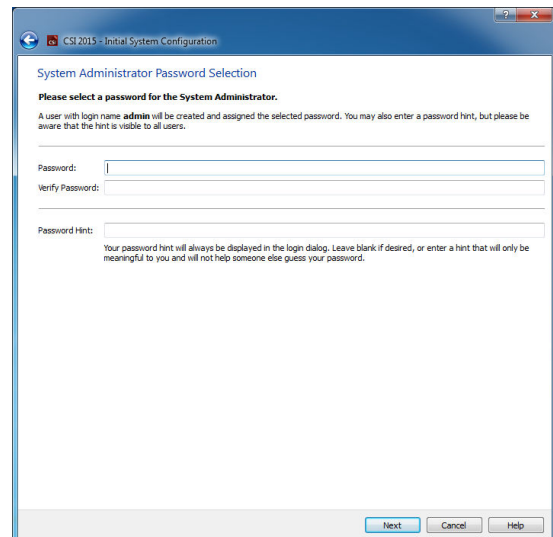 CSI 2015 - Initial System Configuration
System Administrator Password Selection
Please select a password for the System Administrator.
A user with login name admin will be created and assigned the selected password. You may also enter a password hint, but please be
aware that the hint is visible to all users.
Password:
Verify Password:
Password Hint:
Your password hint will always be displayed in the login dialog. Leave blank if desired, or enter a hint that will only be
meaningful to you and will not help someone else guess your password.
Next Cancel Help